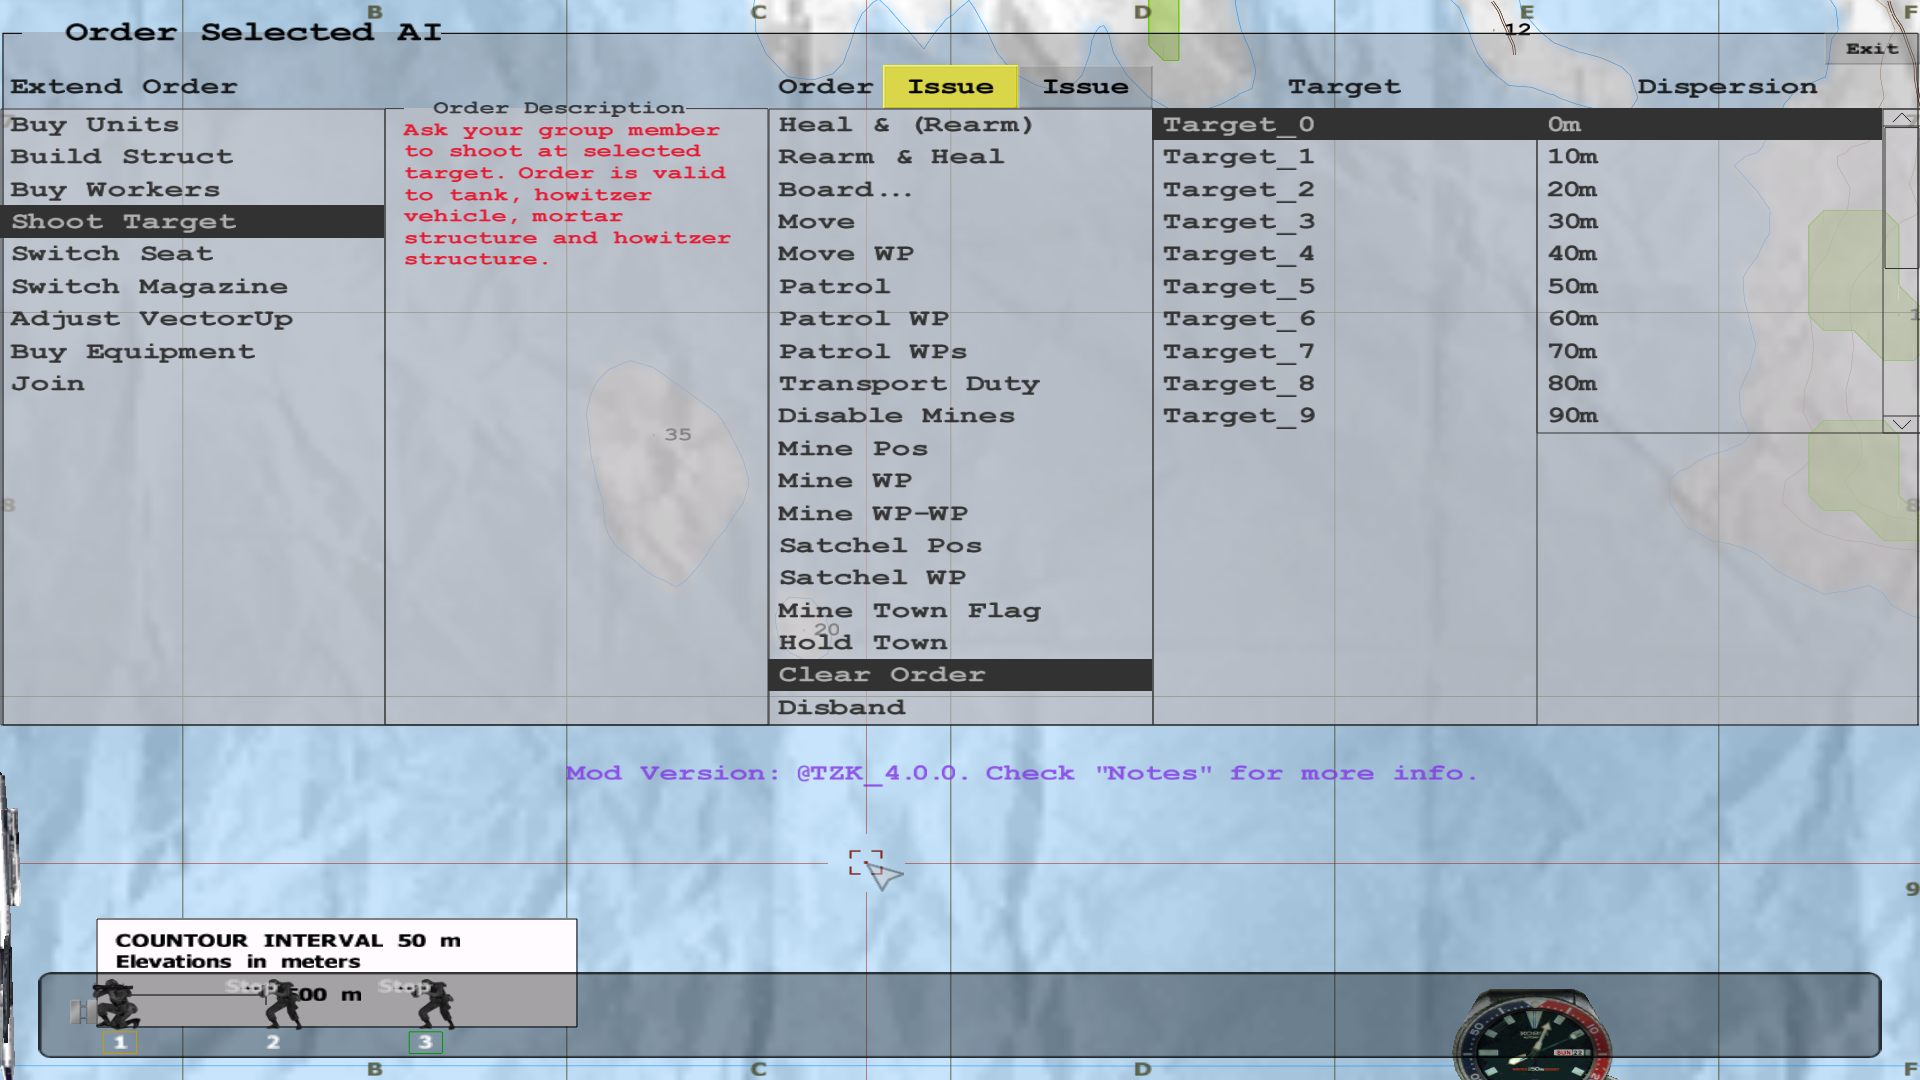 B C D E F
Order Selected AI
12
Exit
Extend Order
Order Issue Issue Target Dispersion
Buy Units
Build Struct
Buy Workers
Shoot Target
Switch Seat
Switch Magazine
Adjust VectorUp
Buy Equipment
Join
Order Description
Ask your group member
to shoot at selected
target. Order is valid
to tank, howitzer
vehicle, mortar
structure and howitzer
structure.
Heal & (Rearm)
Rearm & Heal
Board...
Move
Move WP
Patrol
Patrol WP
Patrol WPs
Transport Duty
Disable Mines
Mine Pos
Mine WP
Mine WP-WP
Satchel Pos
Satchel WP
Mine Town Flag
Hold Town
Clear Order
Disband
Target_0
Target_1
Target_2
Target_3
Target_4
Target_5
Target_6
Target_7
Target_8
Target_9
0m
10m
20m
30m
40m
50m
60m
70m
80m
90m
35
20
8 8
Mod Version: @TZK_4.0.0. Check "Notes" for more info.
9
COUNTOUR INTERVAL 50 m
Elevations in meters
Stop Stop
00 m
1 2 3
B C D F